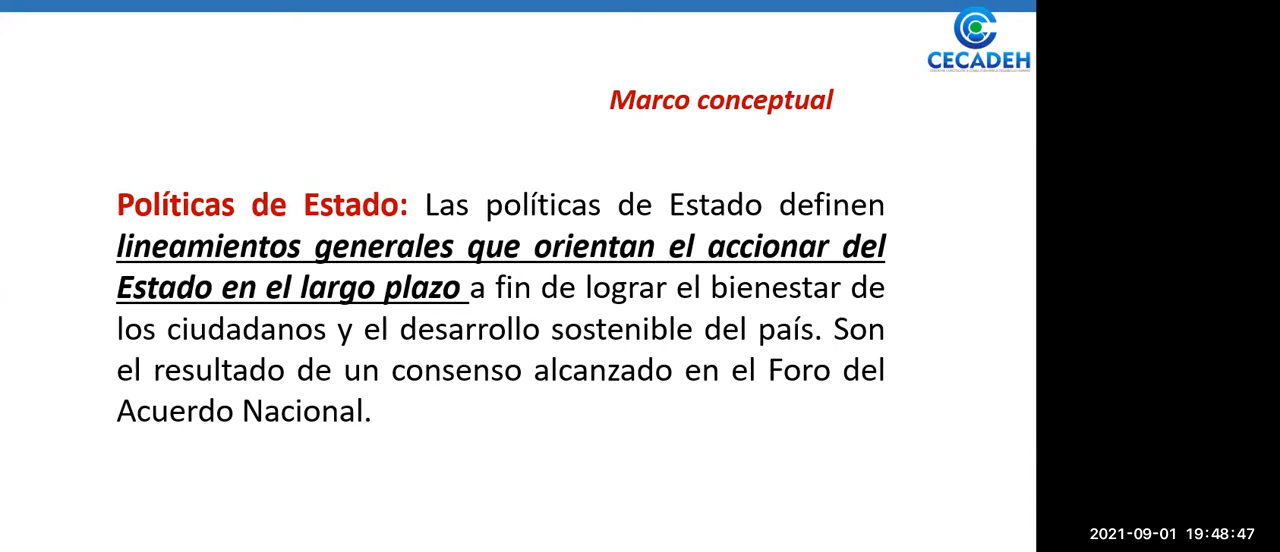 CECADEH
Marco conceptual
Políticas de Estado: Las políticas de Estado definen
lineamientos generales que orientan el accionar del
Estado en el largo plazo a fin de lograr el bienestar de
los ciudadanos y el desarrollo sostenible del país. Son
el resultado de un consenso alcanzado en el Foro del
Acuerdo Nacional.
2021-09-01 19:48:47